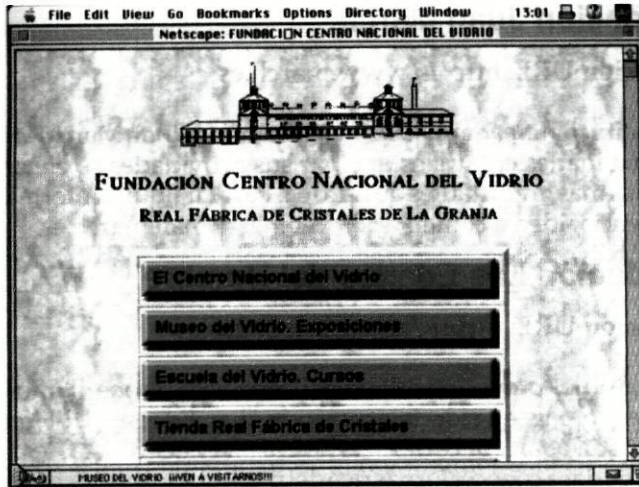 File Edit View Go Bookmarks Options Directory Window 13:01
Netscape: FUNDACI□N CENTRO NACIONAL DEL VIDRIO
FUNDACIÓN CENTRO NACIONAL DEL VIDRIO
REAL FÁBRICA DE CRISTALES DE LA GRANJA
El Centro Nacional del Vidrio
Museo del Vidrio. Exposiciones
Escuela del Vidrio. Cursos
Tienda Real Fábrica de Cristales
MUSEO DEL VIDRIO ¡¡¡VEN A VISITARNOS!!!